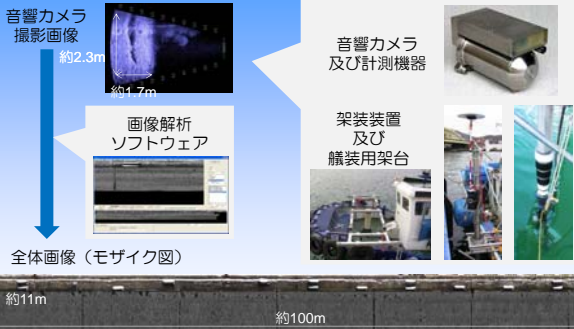 音響カメラ
撮影画像
約2.3m
約1.7m
画像解析
ソフトウェア
全体画像（モザイク図）
約11m
約100m
音響カメラ
及び計測機器
架装装置
及び
艤装用架台